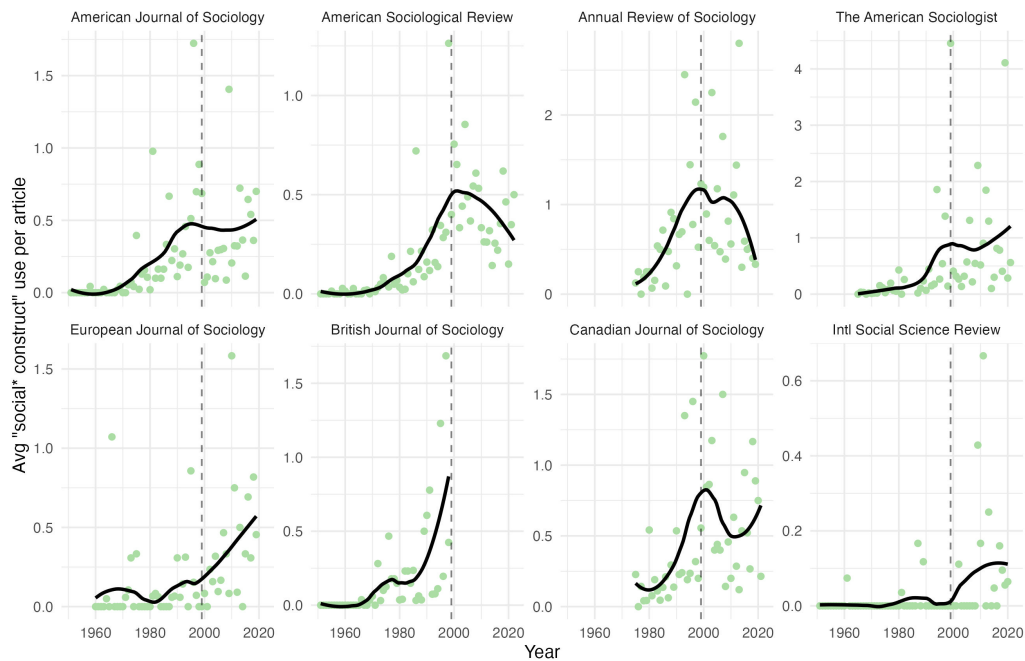 American Journal of Sociology
American Sociological Review
Annual Review of Sociology
The American Sociologist
1.5
1.0
0.5
0.0
1.0
0.5
0.0
2
1
0
4
3
2
1
0
Avg "social* construct" use per article
European Journal of Sociology
British Journal of Sociology
Canadian Journal of Sociology
Intl Social Science Review
1.5
1.0
0.5
0.0
1.5
1.0
0.5
0.0
1.5
1.0
0.5
0.0
0.6
0.4
0.2
0.0
1960 1980 2000 2020
1960 1980 2000 2020
1960 1980 2000 2020
1960 1980 2000 2020
Year